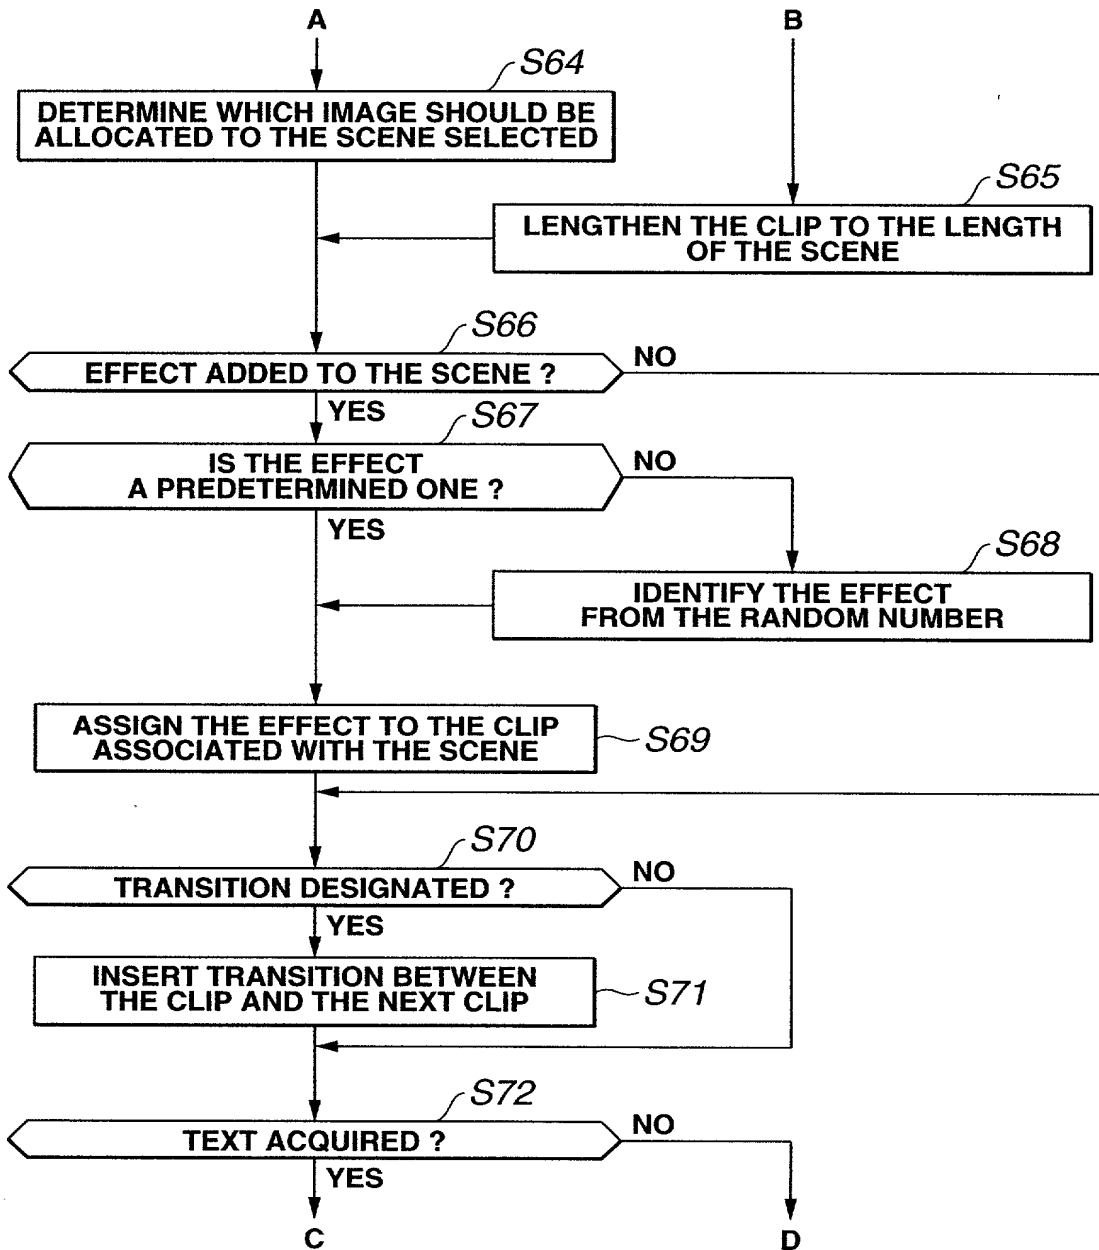 A
B
S64
DETERMINE WHICH IMAGE SHOULD BE
ALLOCATED TO THE SCENE SELECTED
S65
LENGTHEN THE CLIP TO THE LENGTH
OF THE SCENE
S66
EFFECT ADDED TO THE SCENE ?
NO
YES
S67
IS THE EFFECT
A PREDETERMINED ONE ?
NO
YES
S68
IDENTIFY THE EFFECT
FROM THE RANDOM NUMBER
ASSIGN THE EFFECT TO THE CLIP
ASSOCIATED WITH THE SCENE
S69
S70
TRANSITION DESIGNATED ?
NO
YES
INSERT TRANSITION BETWEEN
THE CLIP AND THE NEXT CLIP
S71
S72
TEXT ACQUIRED ?
NO
YES
C
D